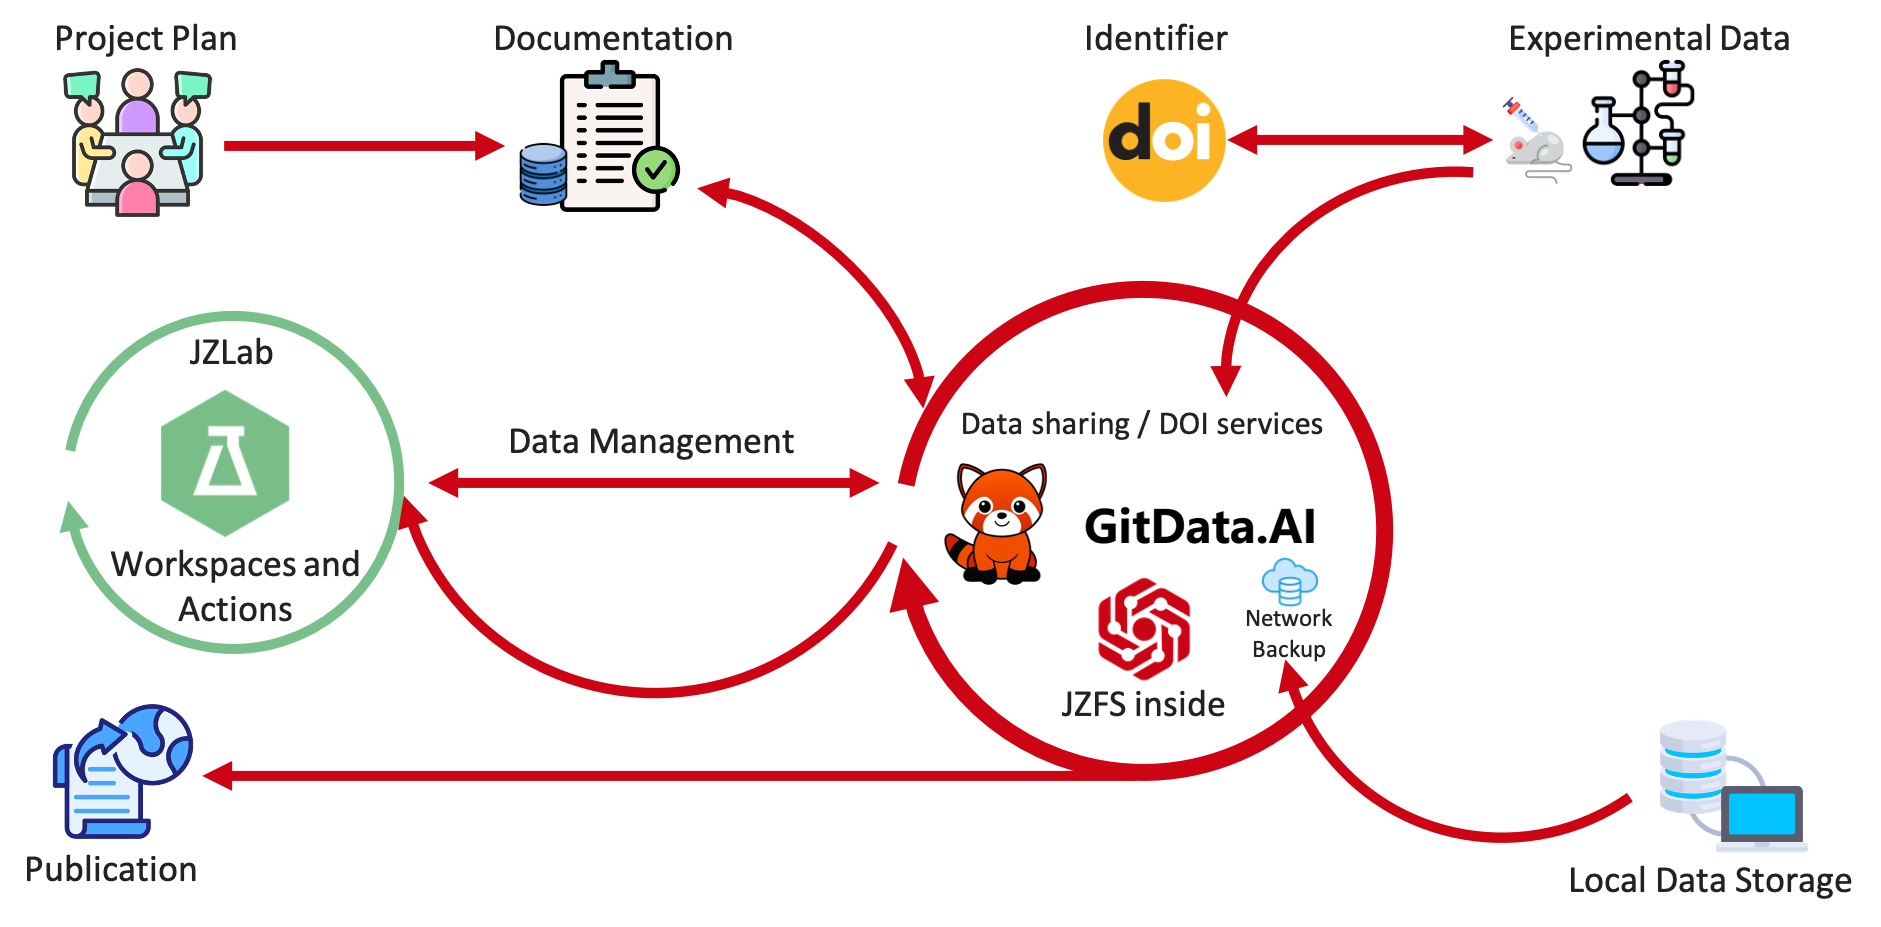 Project Plan
Documentation
Identifier
Experimental Data
doi
JZLab
Workspaces and
Actions
Data Management
Data sharing / DOI services
GitData.AI
Network
Backup
JZFS inside
Publication
Local Data Storage